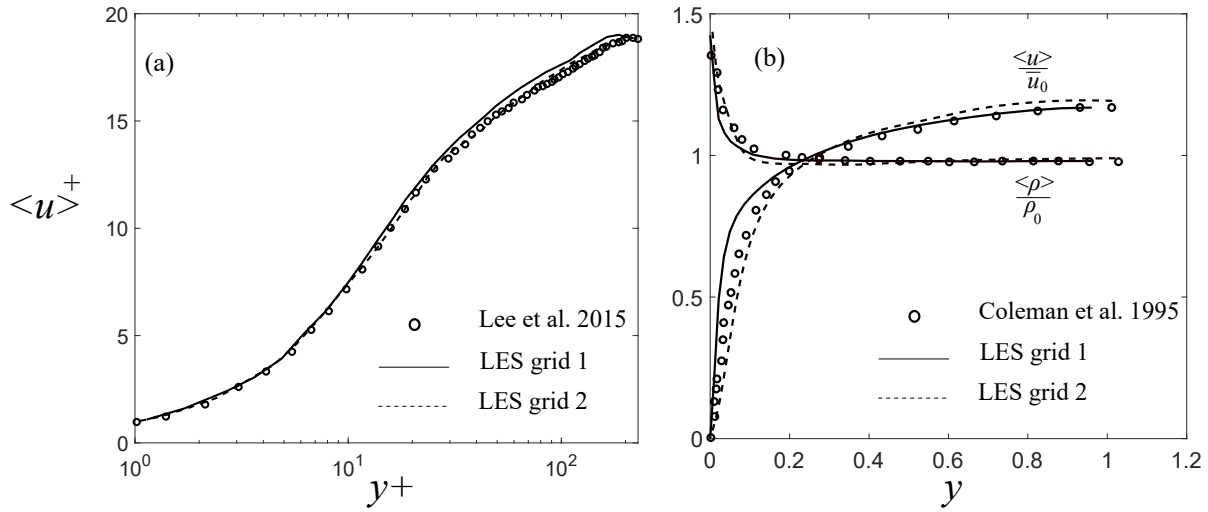 (a)
<u>+
20
15
10
5
0
10^0
10^1
10^2
y+
Lee et al. 2015
LES grid 1
LES grid 2
(b)
1.5
1
0.5
0
0
0.2
0.4
0.6
0.8
1
1.2
y
<u>
u̅0
<ρ>
ρ0
Coleman et al. 1995
LES grid 1
LES grid 2